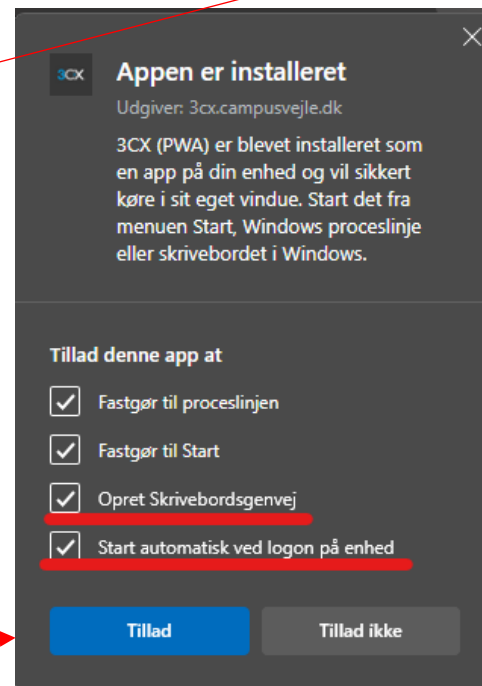 3CX
Appen er installeret
Udgiver: 3cx.campusvejle.dk
3CX (PWA) er blevet installeret som
en app på din enhed og vil sikkert
køre i sit eget vindue. Start det fra
menuen Start, Windows proceslinje
eller skrivebordet i Windows.
Tillad denne app at
Fastgør til proceslinjen
Fastgør til Start
Opret Skrivebordsgenvej
Start automatisk ved logon på enhed
Tillad
Tillad ikke